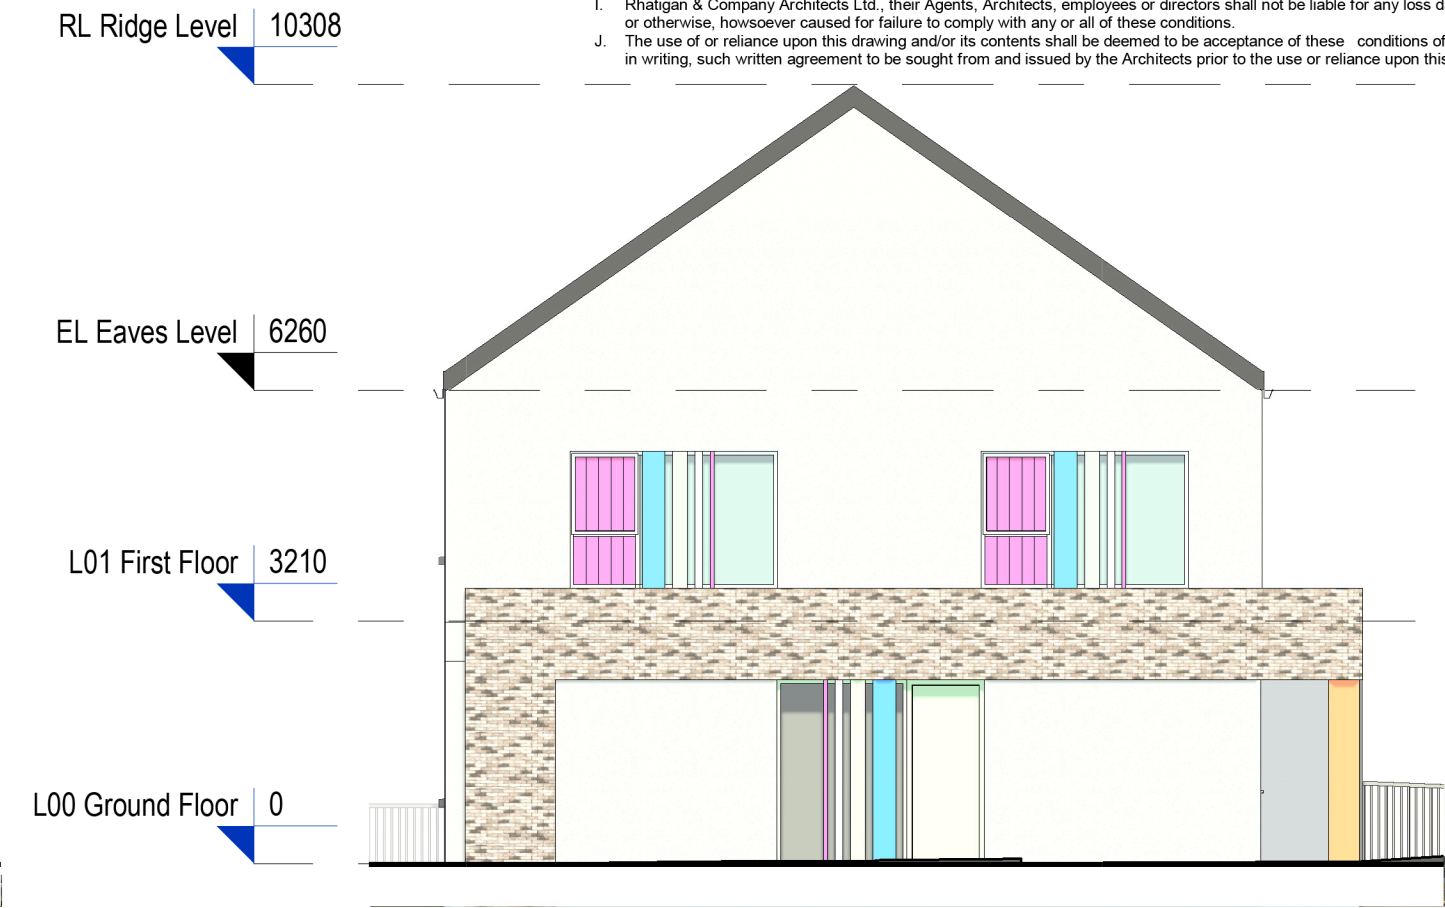 I. Rhatigan & Company Architects Ltd., their Agents, Architects, employees or directors shall not be liable for any loss
or otherwise, howsoever caused for failure to comply with any or all of these conditions.
J. The use of or reliance upon this drawing and/or its contents shall be deemed to be acceptance of these conditions of
in writing, such written agreement to be sought from and issued by the Architects prior to the use or reliance upon this
RL Ridge Level 10308
EL Eaves Level 6260
L01 First Floor 3210
L00 Ground Floor 0